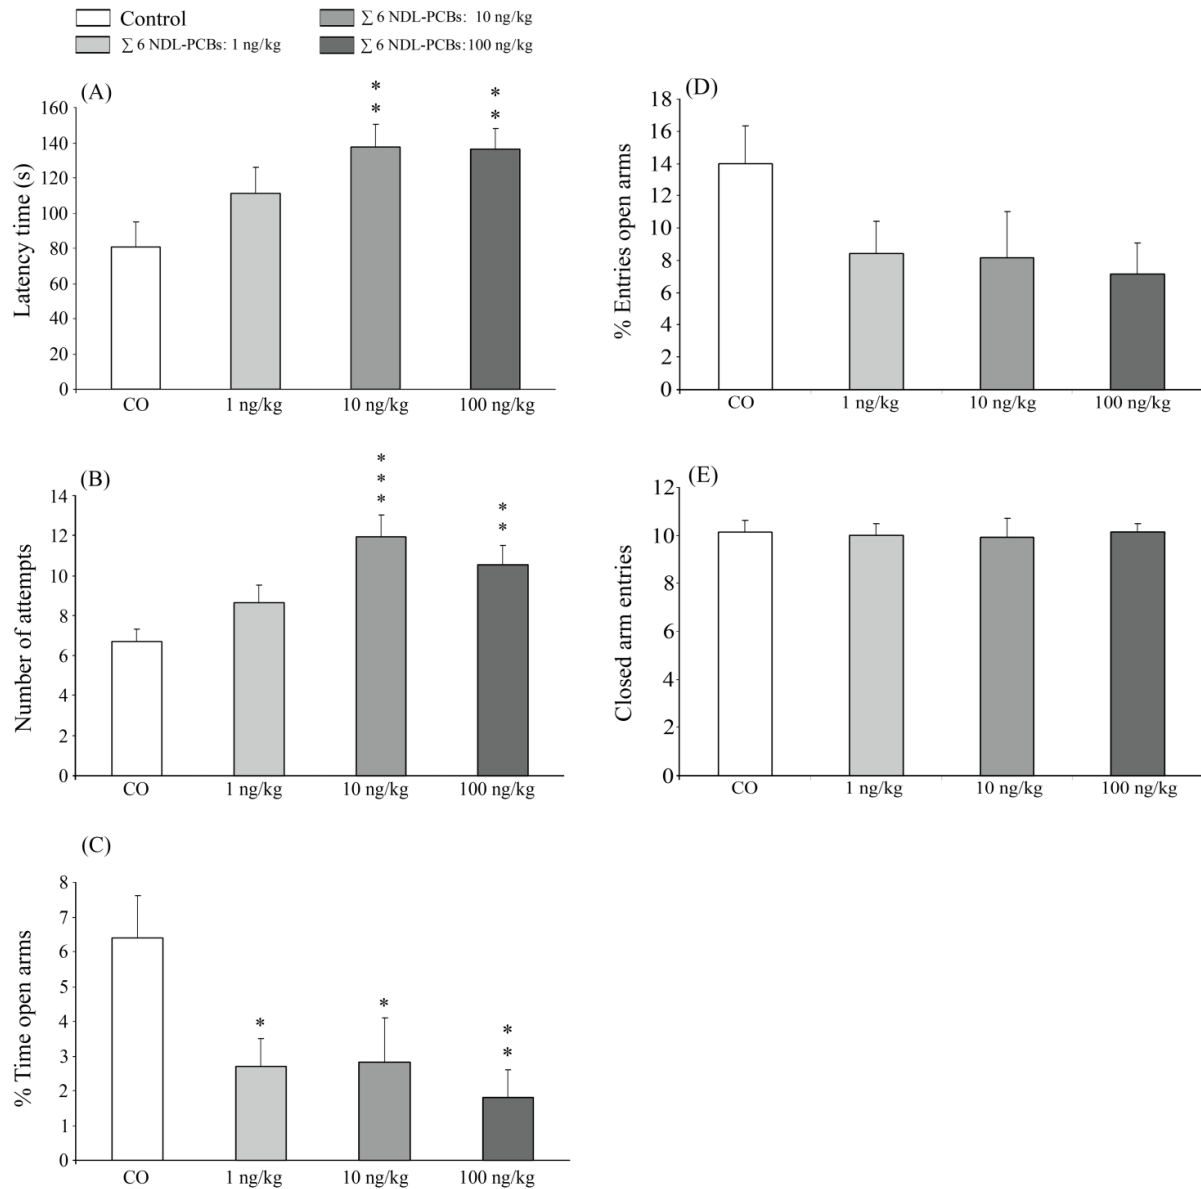 Control
∑ 6 NDL-PCBs: 10 ng/kg
∑ 6 NDL-PCBs: 1 ng/kg
∑ 6 NDL-PCBs: 100 ng/kg
(A)
Latency time (s)
160
140
120
100
80
60
40
20
0
* *
* *
CO 1 ng/kg 10 ng/kg 100 ng/kg
(B)
Number of attempts
14
12
10
8
6
4
2
0
* * *
* *
CO 1 ng/kg 10 ng/kg 100 ng/kg
(C)
% Time open arms
8
7
6
5
4
3
2
1
0
*
*
* *
CO 1 ng/kg 10 ng/kg 100 ng/kg
(D)
% Entries open arms
18
16
14
12
10
8
6
4
2
0
CO 1 ng/kg 10 ng/kg 100 ng/kg
(E)
Closed arm entries
12
10
8
6
4
2
0
CO 1 ng/kg 10 ng/kg 100 ng/kg